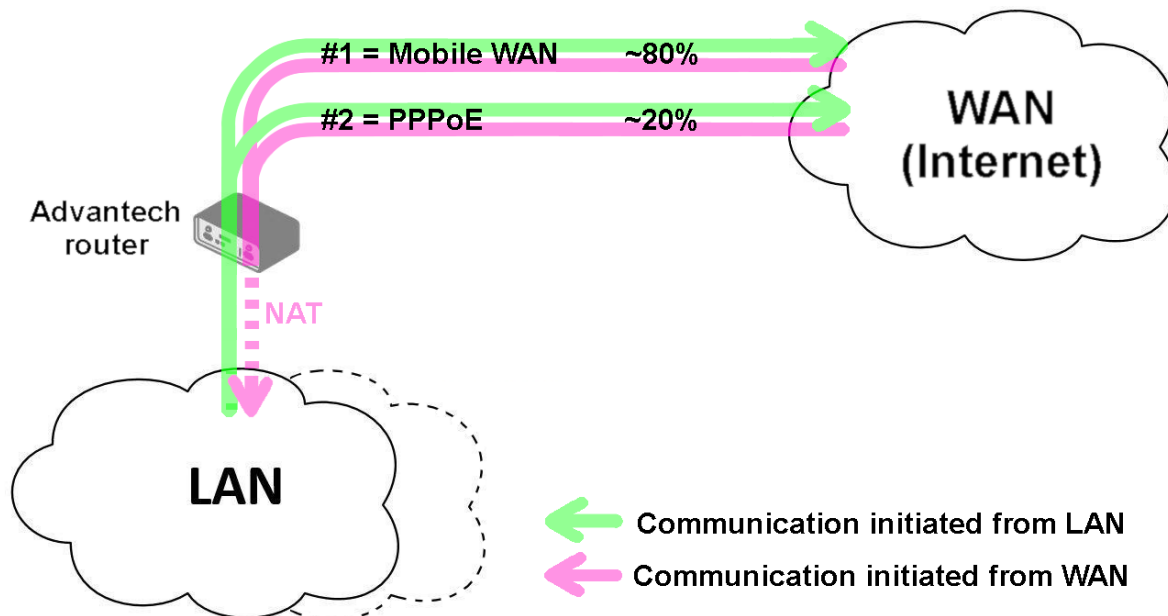 #1 = Mobile WAN ~80%
#2 = PPPoE ~20%
WAN
(Internet)
Advantech
router
NAT
LAN
Communication initiated from LAN
Communication initiated from WAN